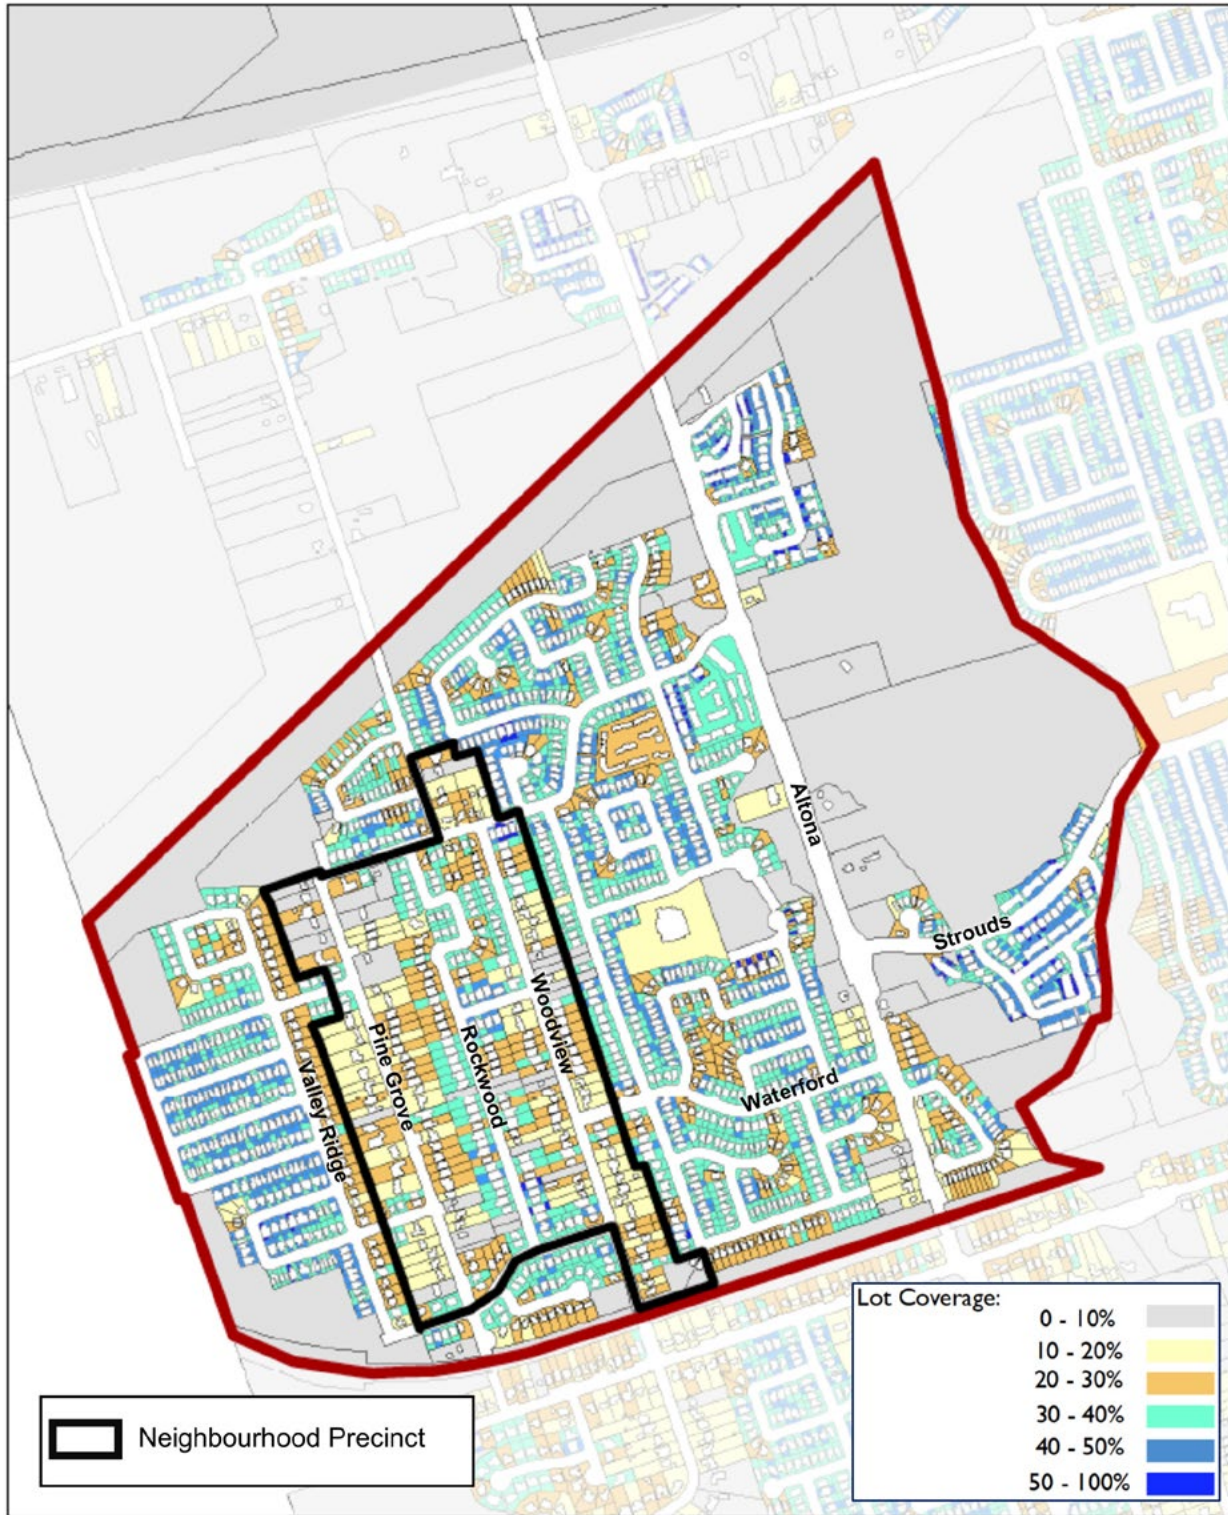 Altona
Strouds
Woodview
Pine Grove
Rockwood
Valley Ridge
Waterford
Lot Coverage:
0 - 10%
10 - 20%
20 - 30%
30 - 40%
40 - 50%
50 - 100%
Neighbourhood Precinct